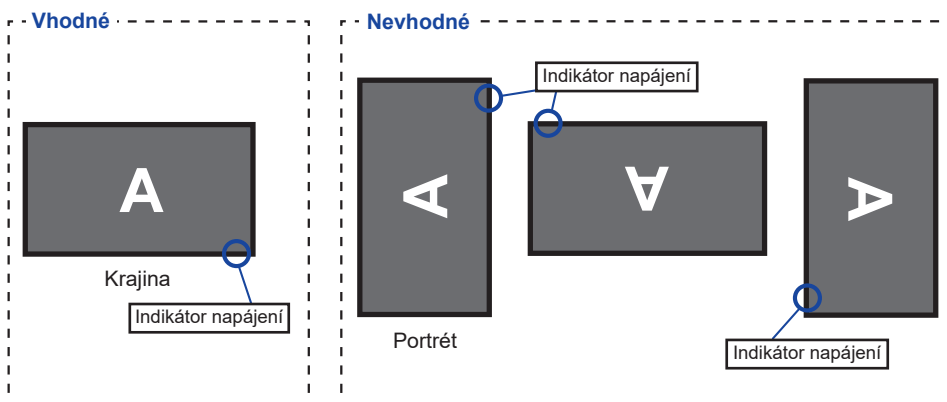 Vhodné
Nevhodné
A
Krajina
Indikátor napájení
A
Portrét
Indikátor napájení
A
A
Indikátor napájení